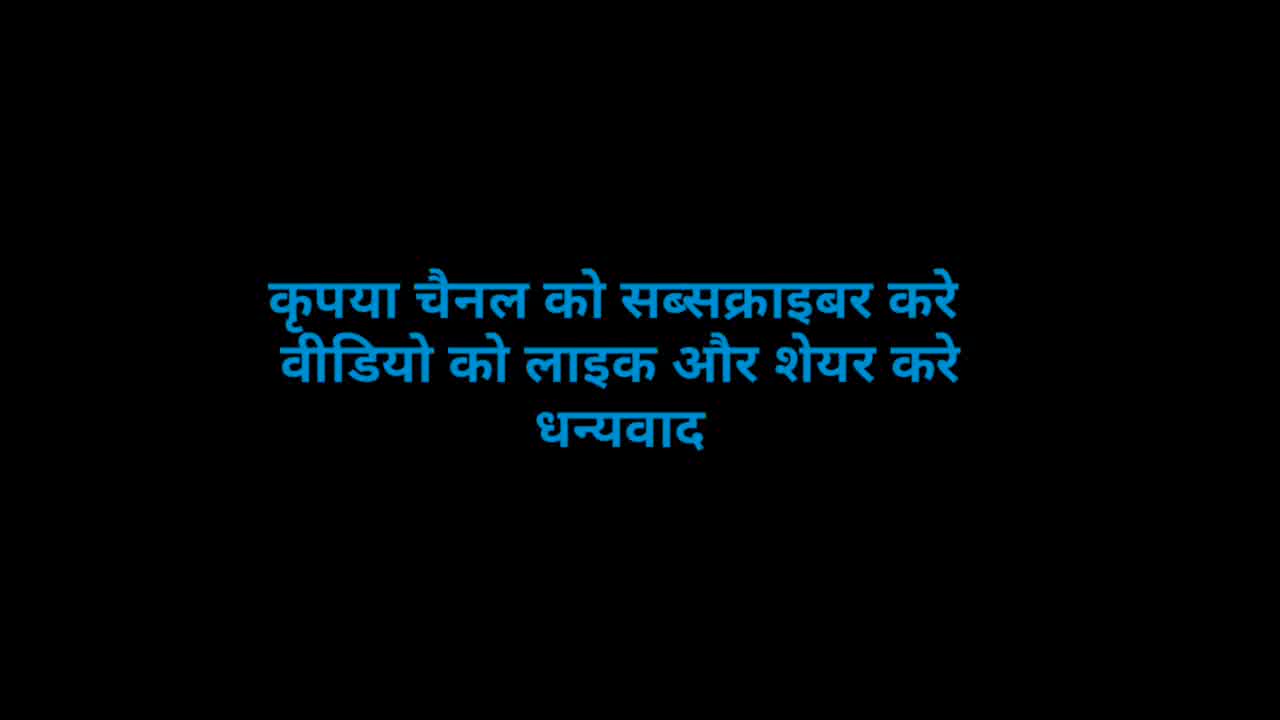 कृपया चैनल को सब्सक्राइबर करे
वीडियो को लाइक और शेयर करे
धन्यवाद